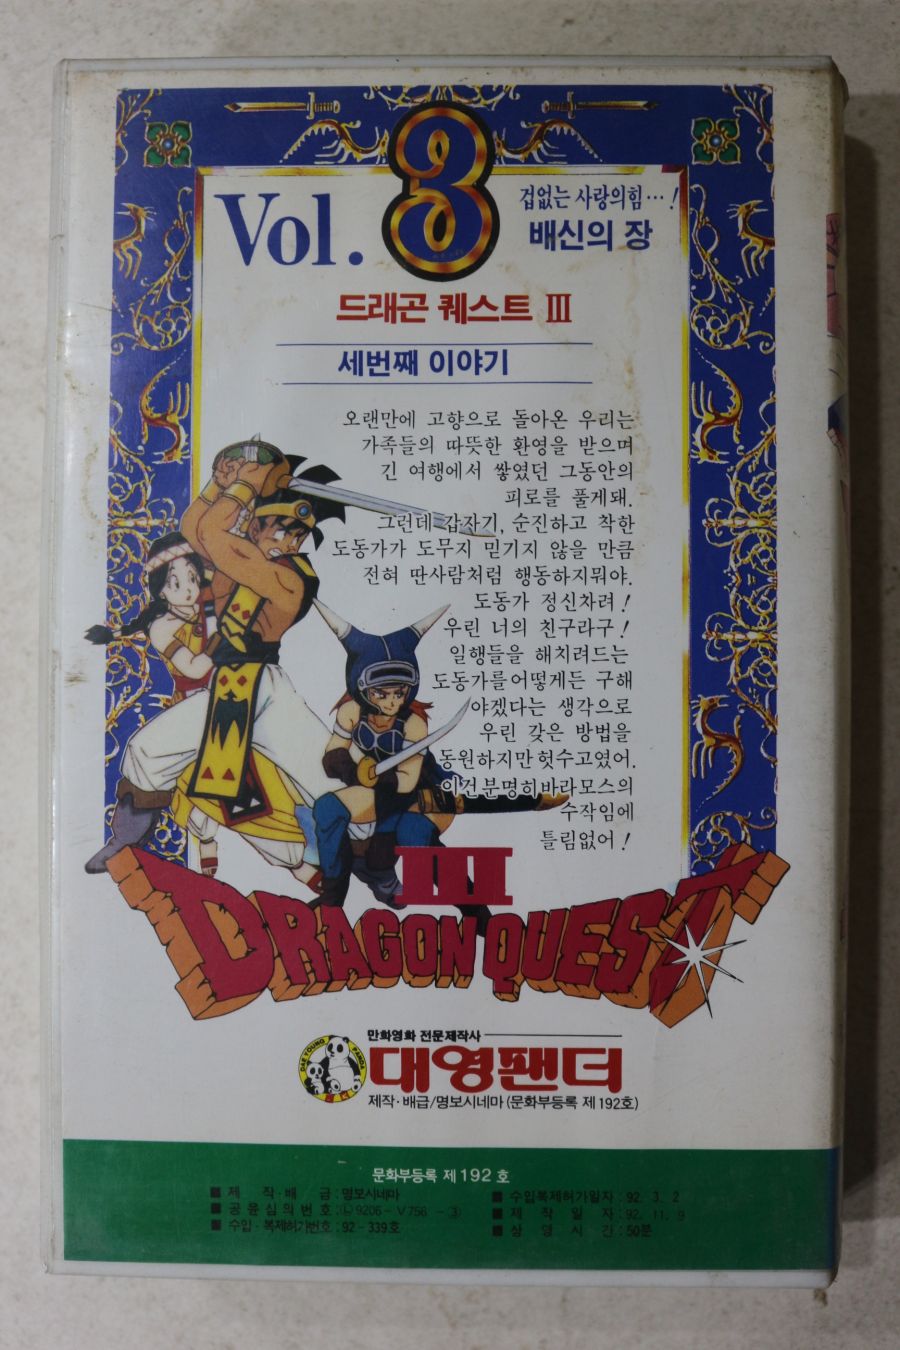 Vol. 3
겁없는 사랑의힘…!
배신의 장
드래곤 퀘스트 III
세번째 이야기
오랜만에 고향으로 돌아온 우리는
가족들의 따뜻한 환영을 받으며
긴 여행에서 쌓였던 그동안의
피로를 풀게돼.
그런데 갑자기, 순진하고 착한
도동가가 도무지 믿기지 않을 만큼
전혀 딴사람처럼 행동하지뭐야.
도동가 정신차려!
우린 너의 친구라구!
일행들을 해치려드는
도동가를어떻게든 구해
야겠다는 생각으로
우린 갖은 방법을
동원하지만 헛수고였어.
이건분명히바라모스의
수작임에
틀림없어!
III
DRAGON QUEST
만화영화 전문제작사
DAE YOUNG PANDA
대영팬더
제작·배급/명보시네마(문화부등록 제192호)
문화부등록 제192호
■ 제 작·배 급:명보시네마
■ 공윤심의번호:Ⓛ9206-V756-③
■ 수입·복제허가번호:92-339호
■ 수입복제허가일자:92. 3. 2
■ 제 작 일 자:92. 11. 9
■ 상 영 시 간:50분